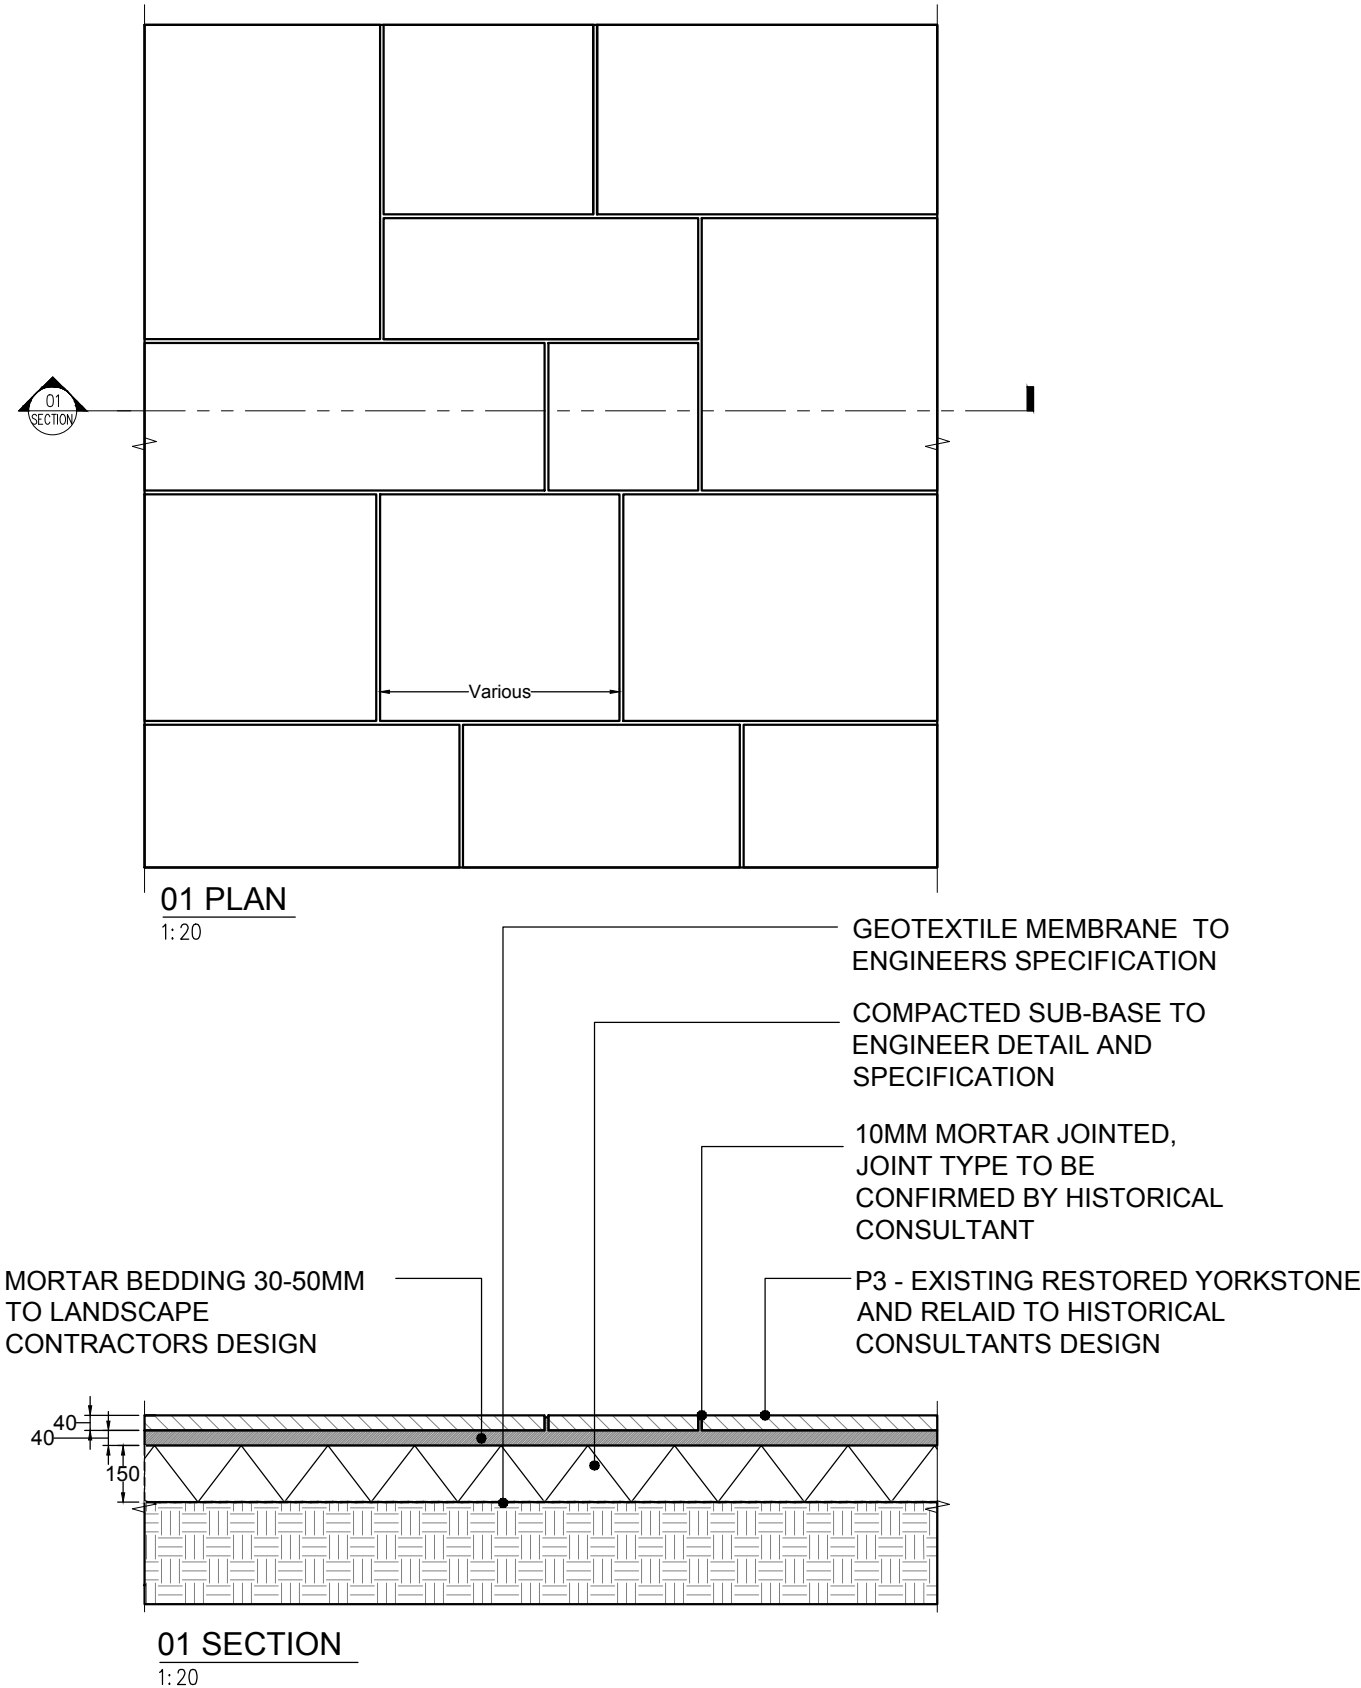 01
SECTION
Various
01 PLAN
1:20
GEOTEXTILE MEMBRANE TO
ENGINEERS SPECIFICATION
COMPACTED SUB-BASE TO
ENGINEER DETAIL AND
SPECIFICATION
10MM MORTAR JOINTED,
JOINT TYPE TO BE
CONFIRMED BY HISTORICAL
CONSULTANT
MORTAR BEDDING 30-50MM
TO LANDSCAPE
CONTRACTORS DESIGN
P3 - EXISTING RESTORED YORKSTONE
AND RELAID TO HISTORICAL
CONSULTANTS DESIGN
40
40
150
01 SECTION
1:20